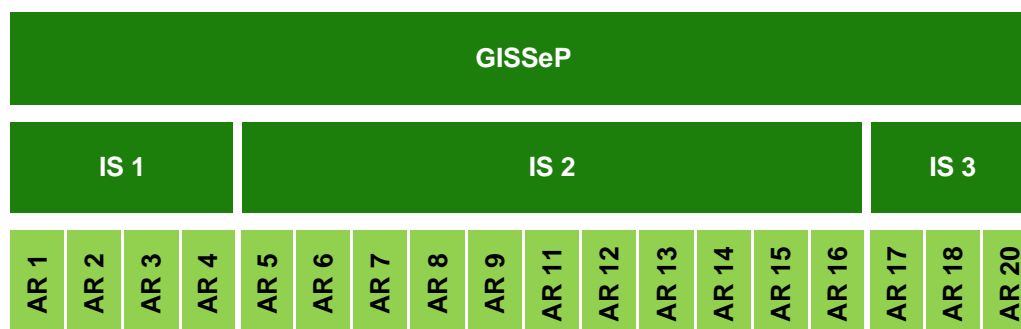 GISSeP
IS 1
IS 2
IS 3
AR 1
AR 2
AR 3
AR 4
AR 5
AR 6
AR 7
AR 8
AR 9
AR 11
AR 12
AR 13
AR 14
AR 15
AR 16
AR 17
AR 18
AR 20